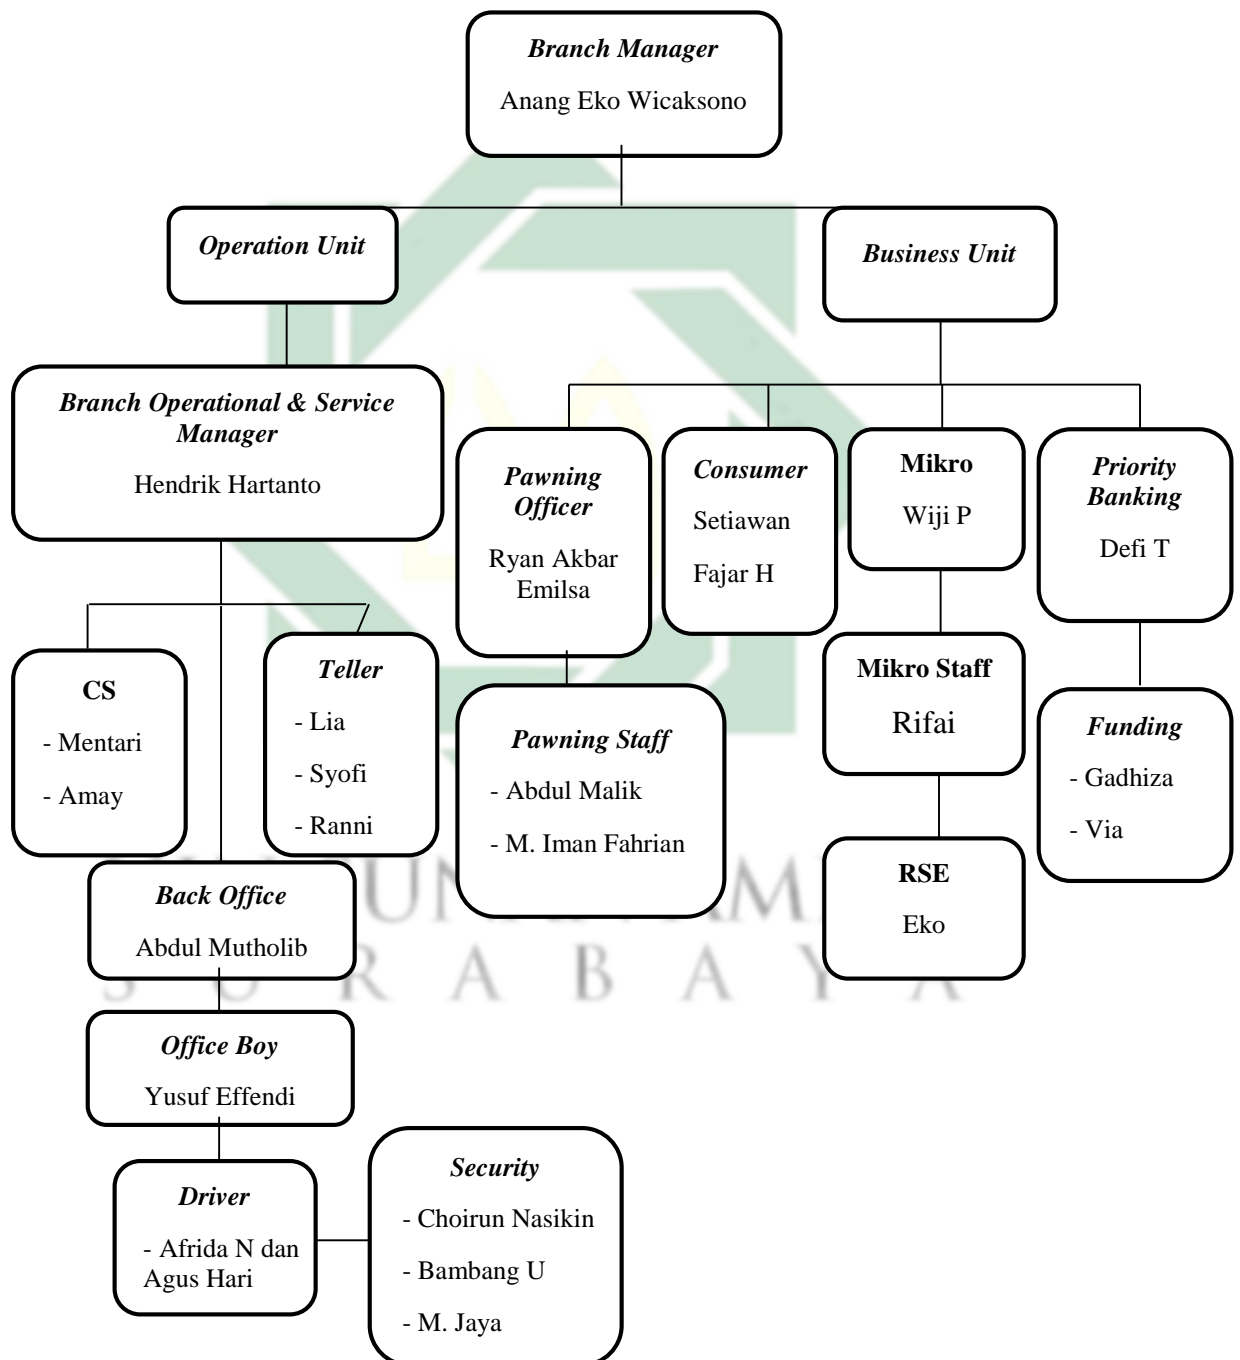 Branch Manager
Anang Eko Wicaksono
Operation Unit
Business Unit
Branch Operational & Service
Manager
Hendrik Hartanto
Pawning
Officer
Ryan Akbar
Emilsa
Consumer
Setiawan
Fajar H
Mikro
Wiji P
Priority
Banking
Defi T
CS
- Mentari
- Amay
Teller
- Lia
- Syofi
- Ranni
Pawning Staff
- Abdul Malik
- M. Iman Fahrian
Mikro Staff
Rifai
Funding
- Gadhiza
- Via
RSE
Eko
Back Office
Abdul Mutholib
Office Boy
Yusuf Effendi
Driver
- Afrida N dan
Agus Hari
Security
- Choirun Nasikin
- Bambang U
- M. Jaya
S U R A B A Y A